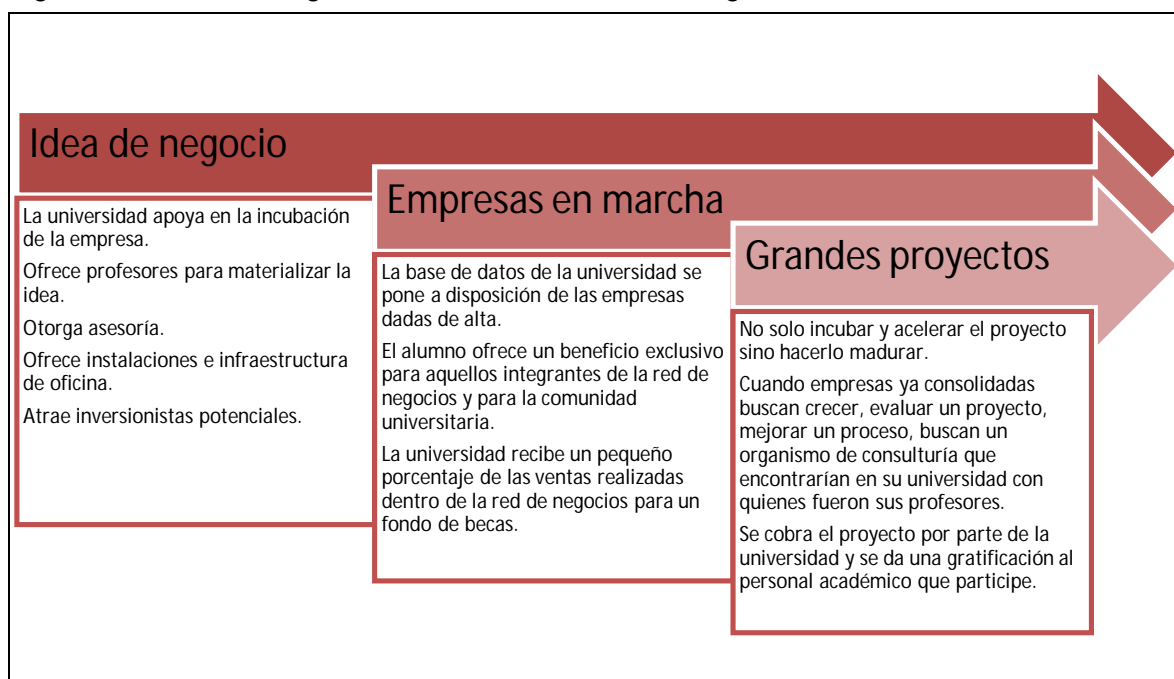 Idea de negocio
La universidad apoya en la incubación
de la empresa.
Ofrece profesores para materializar la
idea.
Otorga asesoría.
Ofrece instalaciones e infraestructura
de oficina.
Atrae inversionistas potenciales.
Empresas en marcha
La base de datos de la universidad se
pone a disposición de las empresas
dadas de alta.
El alumno ofrece un beneficio exclusivo
para aquellos integrantes de la red de
negocios y para la comunidad
universitaria.
La universidad recibe un pequeño
porcentaje de las ventas realizadas
dentro de la red de negocios para un
fondo de becas.
Grandes proyectos
No solo incubar y acelerar el proyecto
sino hacerlo madurar.
Cuando empresas ya consolidadas
buscan crecer, evaluar un proyecto,
mejorar un proceso, buscan un
organismo de consulturía que
encontrarían en su universidad con
quienes fueron sus profesores.
Se cobra el proyecto por parte de la
universidad y se da una gratificación al
personal académico que participe.